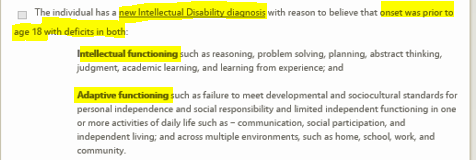 The individual has a new Intellectual Disability diagnosis with reason to believe that onset was prior to
age 18 with deficits in both:
Intellectual functioning such as reasoning, problem solving, planning, abstract thinking,
judgment, academic learning, and learning from experience; and
Adaptive functioning such as failure to meet developmental and sociocultural standards for
personal independence and social responsibility and limited independent functioning in one
or more activities of daily life such as – communication, social participation, and
independent living; and across multiple environments, such as home, school, work, and
community.